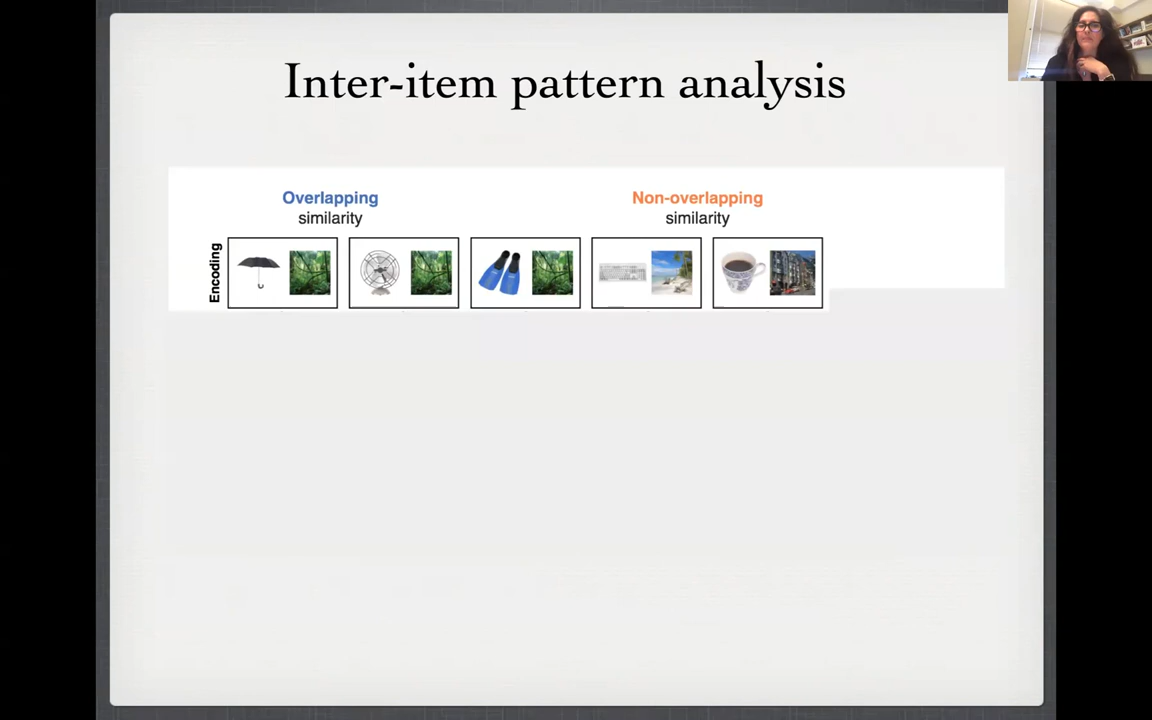 Inter-item pattern analysis
Overlapping
similarity
Non-overlapping
similarity
Encoding